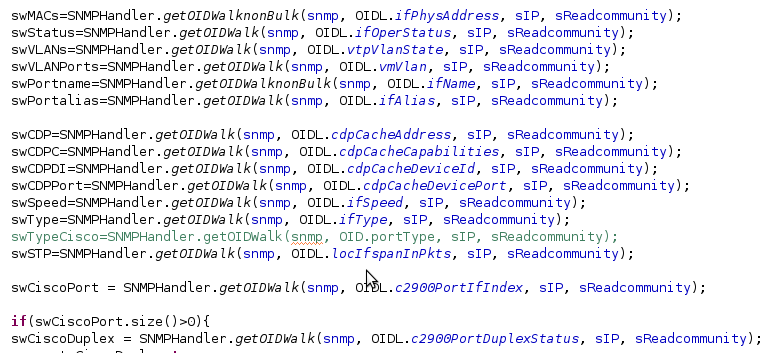 swMACs=SNMPHandler.getOIDWalknonBulk(snmp, OIDL.ifPhysAddress, sIP, sReadcommunity);
swStatus=SNMPHandler.getOIDWalk(snmp, OIDL.ifOperStatus, sIP, sReadcommunity);
swVLANs=SNMPHandler.getOIDWalk(snmp, OIDL.vtpVlanState, sIP, sReadcommunity);
swVLANPorts=SNMPHandler.getOIDWalk(snmp, OIDL.vmVlan, sIP, sReadcommunity);
swPortname=SNMPHandler.getOIDWalknonBulk(snmp, OIDL.ifName, sIP, sReadcommunity);
swPortalias=SNMPHandler.getOIDWalk(snmp, OIDL.ifAlias, sIP, sReadcommunity);
swCDP=SNMPHandler.getOIDWalk(snmp, OIDL.cdpCacheAddress, sIP, sReadcommunity);
swCDPC=SNMPHandler.getOIDWalk(snmp, OIDL.cdpCacheCapabilities, sIP, sReadcommunity);
swCDPDI=SNMPHandler.getOIDWalk(snmp, OIDL.cdpCacheDeviceId, sIP, sReadcommunity);
swCDPPort=SNMPHandler.getOIDWalk(snmp, OIDL.cdpCacheDevicePort, sIP, sReadcommunity);
swSpeed=SNMPHandler.getOIDWalk(snmp, OIDL.ifSpeed, sIP, sReadcommunity);
swType=SNMPHandler.getOIDWalk(snmp, OIDL.ifType, sIP, sReadcommunity);
swTypeCisco=SNMPHandler.getOIDWalk(snmp, OID.portType, sIP, sReadcommunity);
swSTP=SNMPHandler.getOIDWalk(snmp, OIDL.locIfspanInPkts, sIP, sReadcommunity);
swCiscoPort = SNMPHandler.getOIDWalk(snmp, OIDL.c2900PortIfIndex, sIP, sReadcommunity);
if(swCiscoPort.size()>0){
swCiscoDuplex = SNMPHandler.getOIDWalk(snmp, OIDL.c2900PortDuplexStatus, sIP, sReadcommunity);